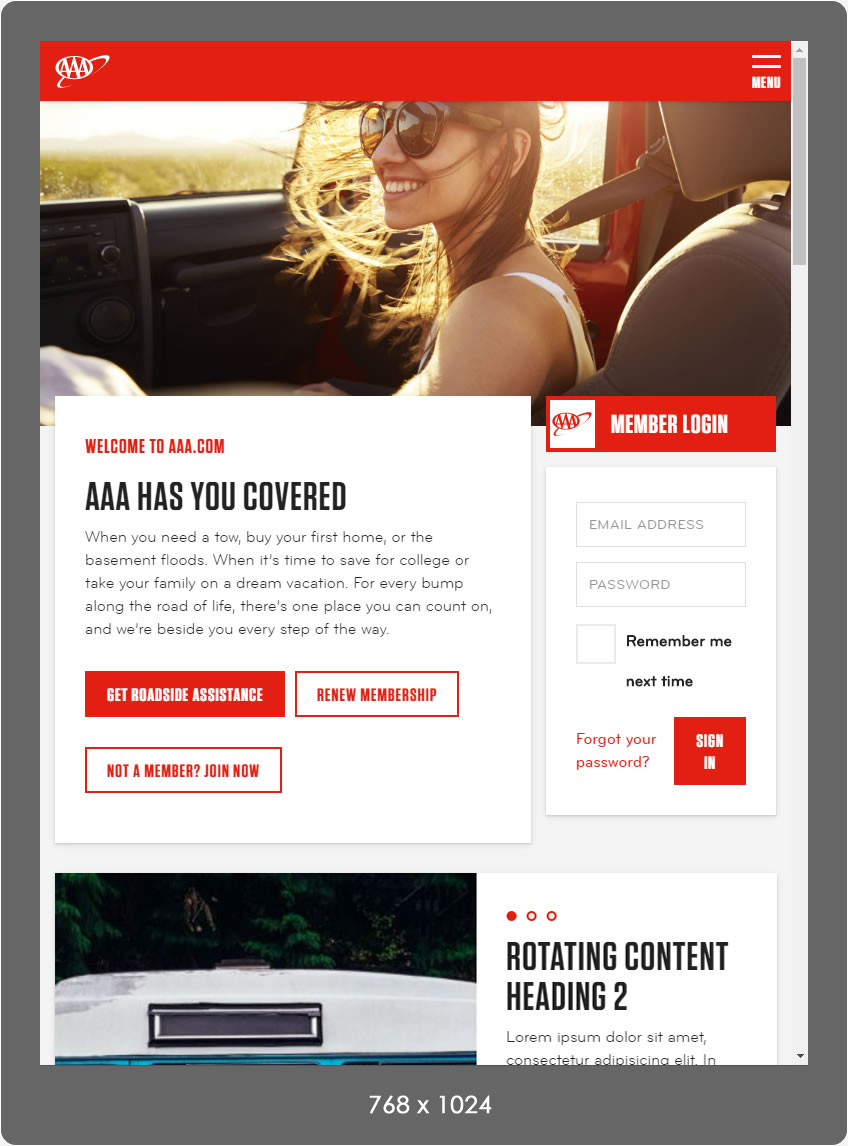 AAA
MENU
WELCOME TO AAA.COM
AAA HAS YOU COVERED
When you need a tow, buy your first home, or the
basement floods. When it's time to save for college or
take your family on a dream vacation. For every bump
along the road of life, there's one place you can count on,
and we're beside you every step of the way.
GET ROADSIDE ASSISTANCE
RENEW MEMBERSHIP
NOT A MEMBER? JOIN NOW
AAA
MEMBER LOGIN
EMAIL ADDRESS
PASSWORD
Remember me
next time
Forgot your
password?
SIGN
IN
ROTATING CONTENT
HEADING 2
Lorem ipsum dolor sit amet,
consectetur adipisicing elit. In
768 x 1024